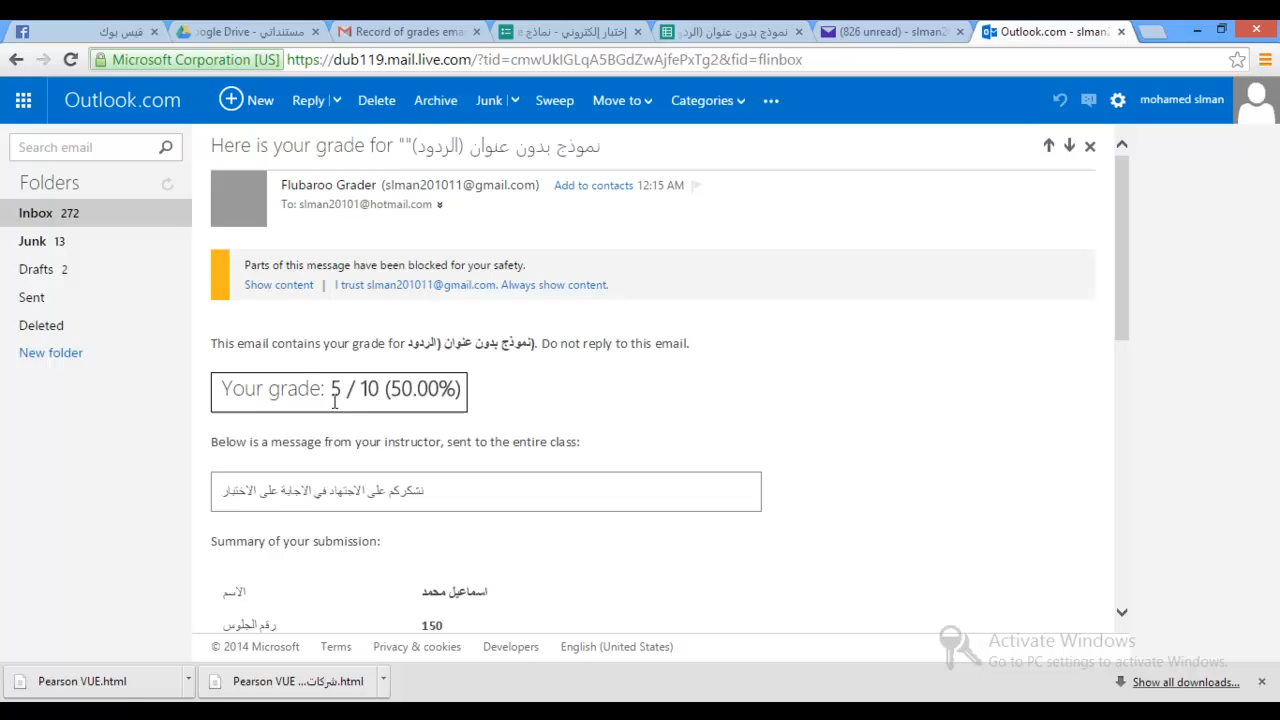 فيس بوك
ogle Drive - مستنداتي
Record of grades ema
إختبار إلكتروني - نماذج
نموذج بدون عنوان (الرد
(826 unread) - slman2
Outlook.com - slman
Microsoft Corporation [US] https://dub119.mail.live.com/?tid=cmwUkIGLqA5BGdZwAjfePxTg2&fid=flinbox
Outlook.com
New Reply Delete Archive Junk Sweep Move to Categories
mohamed slman
Search email
Folders
Inbox 272
Junk 13
Drafts 2
Sent
Deleted
New folder
Here is your grade for ""نموذج بدون عنوان (الردود)
Flubaroo Grader (slman201011@gmail.com) Add to contacts 12:15 AM
To: slman20101@hotmail.com
Parts of this message have been blocked for your safety.
Show content | I trust slman201011@gmail.com. Always show content.
This email contains your grade for نموذج بدون عنوان (الردود). Do not reply to this email.
Your grade: 5 / 10 (50.00%)
Below is a message from your instructor, sent to the entire class:
نشكركم على الاجتهاد في الاجابة على الاختبار
Summary of your submission:
الاسم اسماعيل محمد
رقم الجلوس 150
© 2014 Microsoft Terms Privacy & cookies Developers English (United States)
Activate Windows
Go to PC settings to activate Windows.
Pearson VUE.html
Pearson VUE ...شركات.html
Show all downloads...